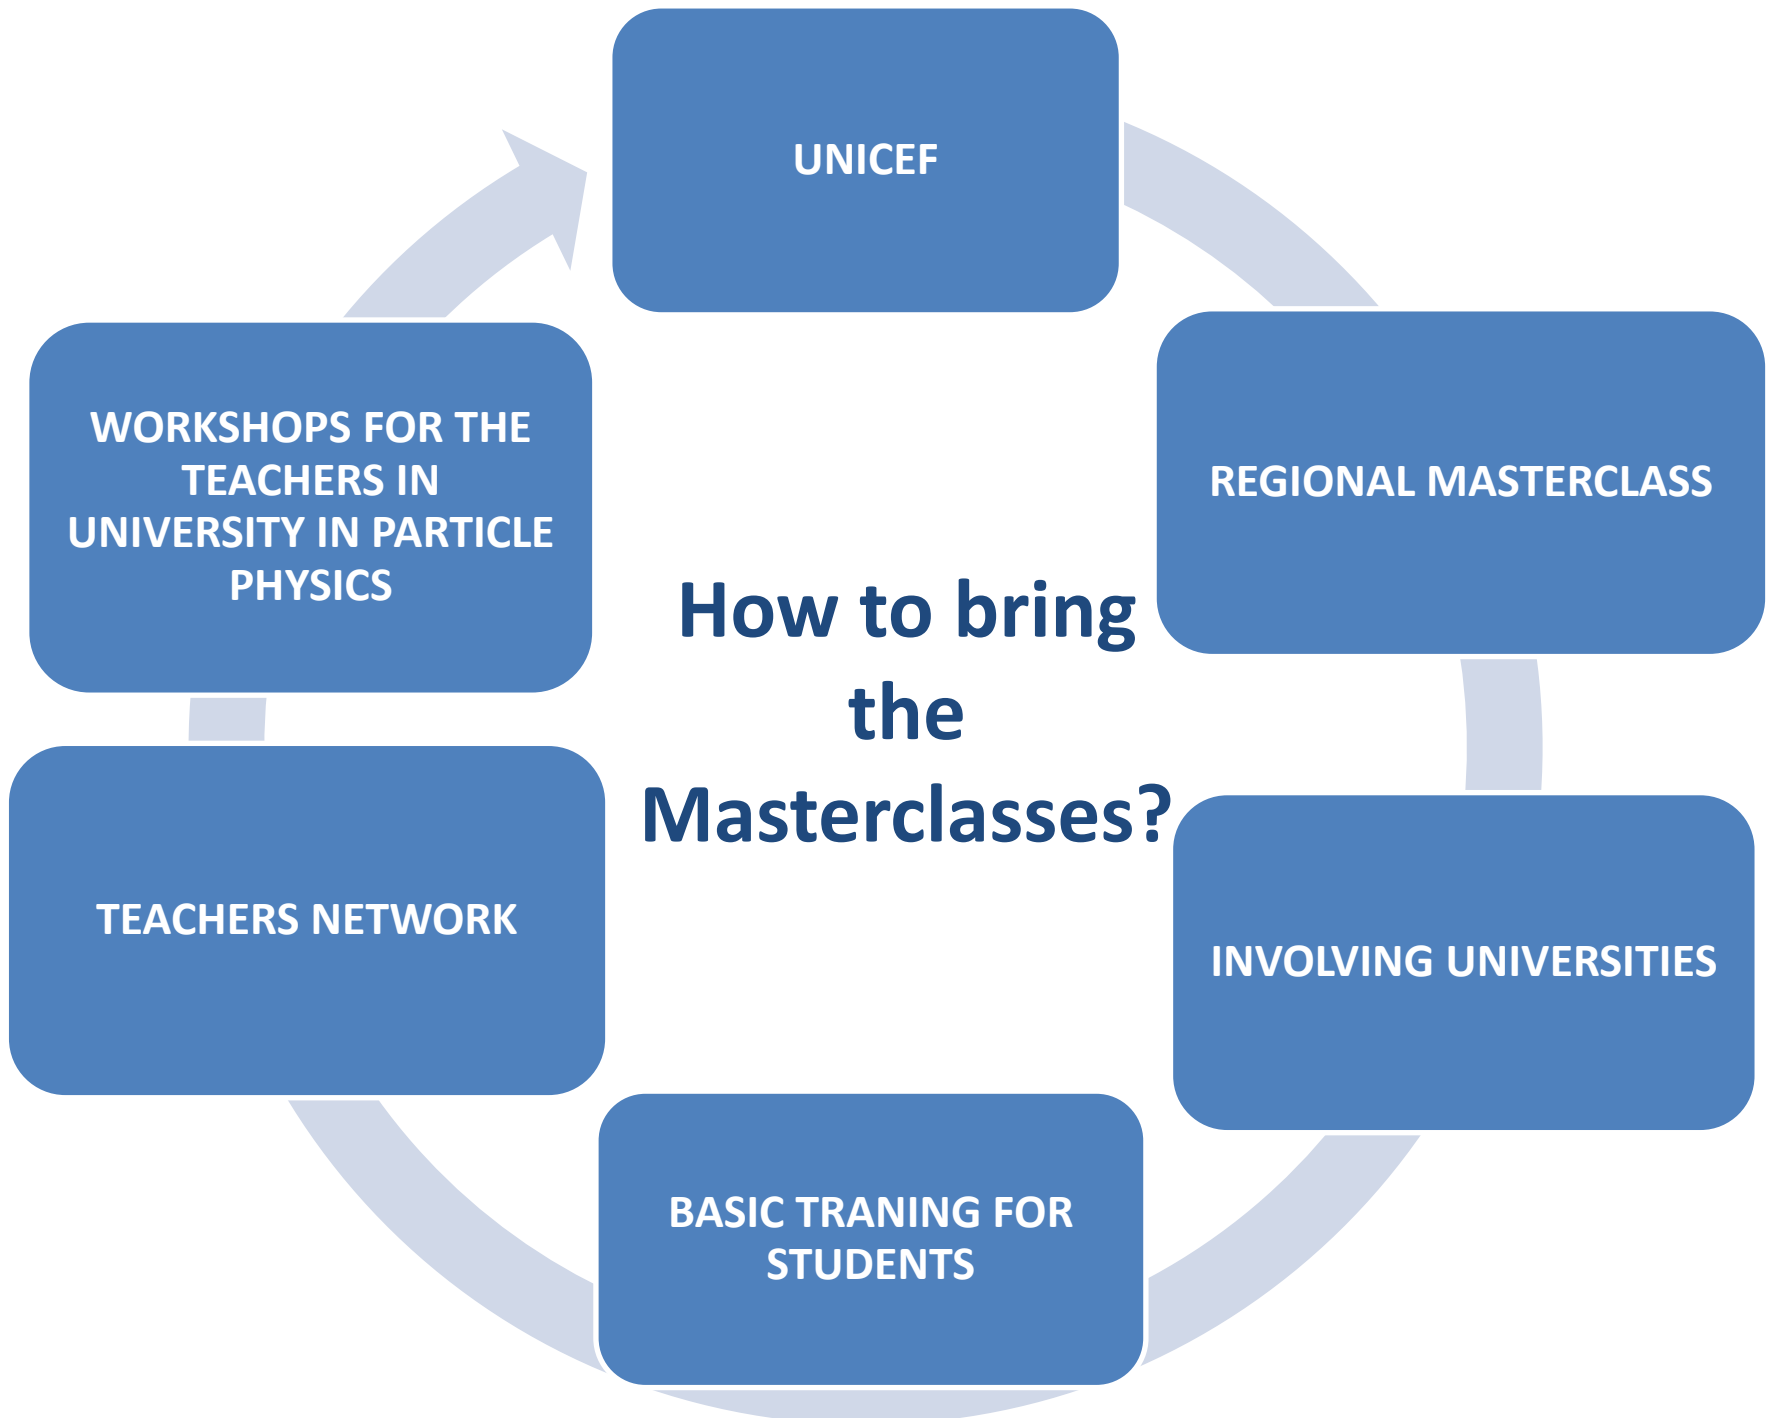 UNICEF
REGIONAL MASTERCLASS
INVOLVING UNIVERSITIES
BASIC TRANING FOR
STUDENTS
TEACHERS NETWORK
WORKSHOPS FOR THE
TEACHERS IN
UNIVERSITY IN PARTICLE
PHYSICS
How to bring
the
Masterclasses?